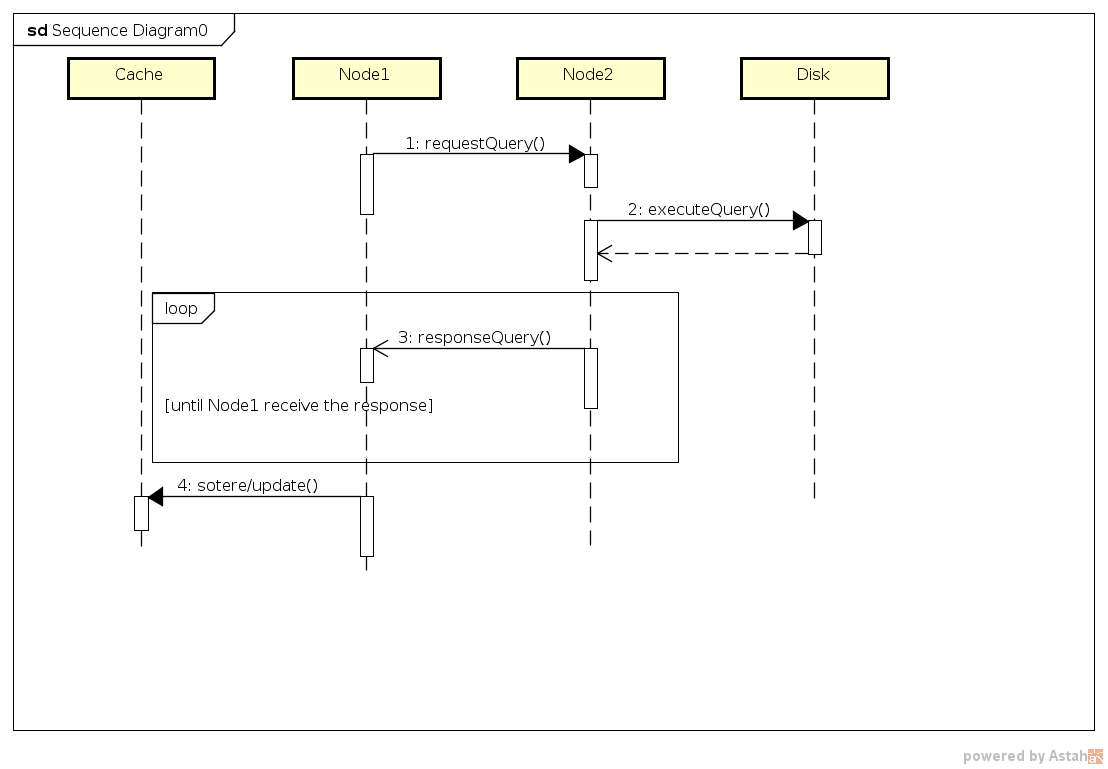 sd Sequence Diagram0
Cache
Node1
Node2
Disk
1: requestQuery()
2: executeQuery()
loop
3: responseQuery()
[until Node1 receive the response]
4: sotere/update()
powered by Astah